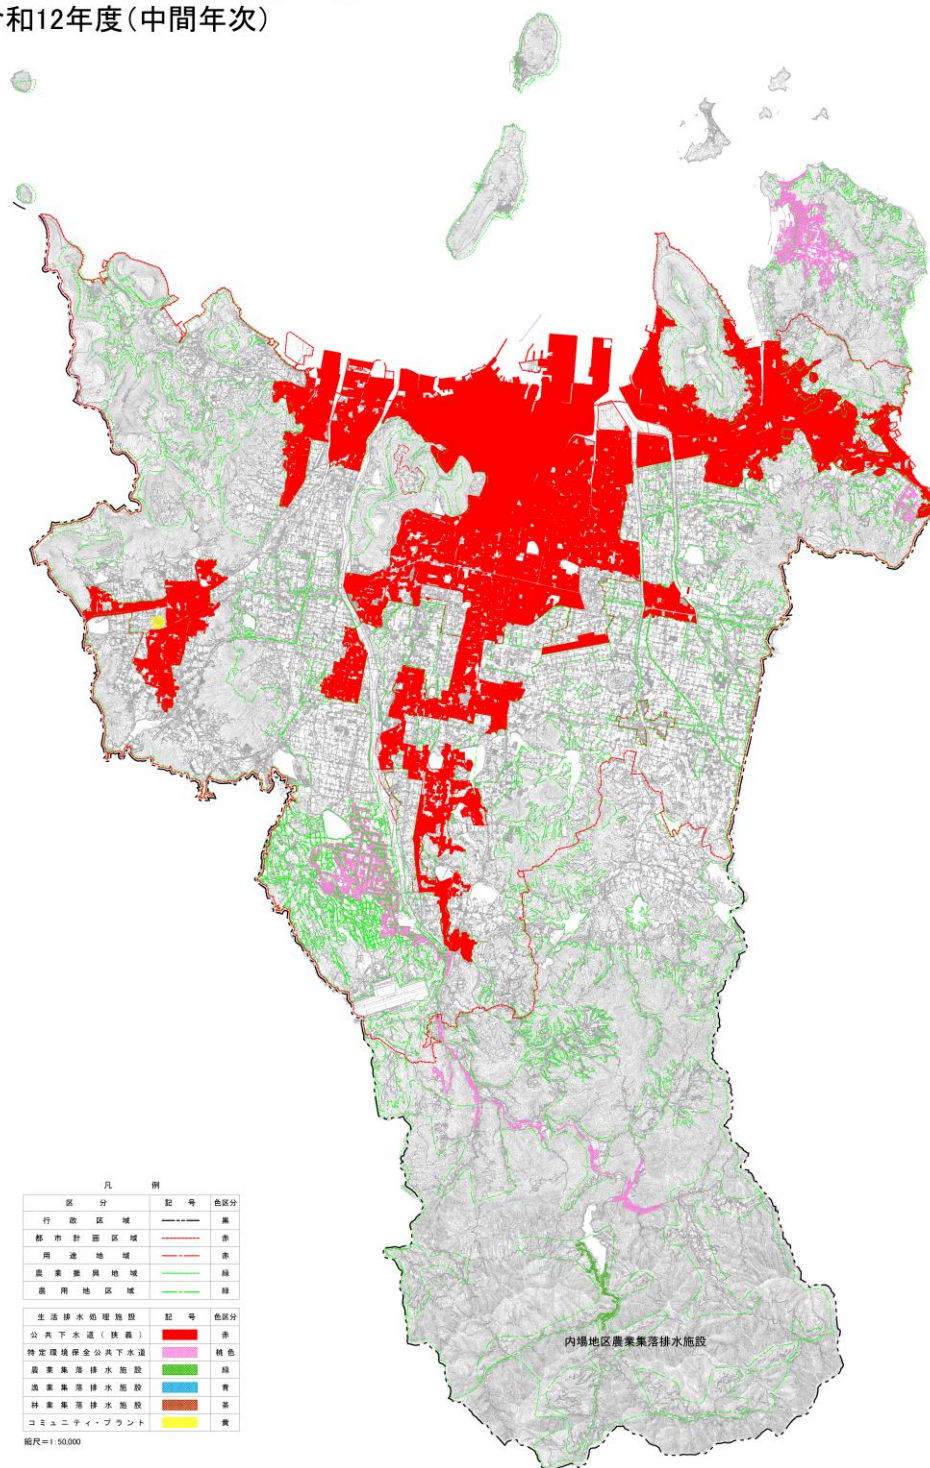 令和12年度(中間年次)
内場地区農業集落排水施設
凡 例
区 分 記 号 色区分
行 政 区 域 黒
都 市 計 画 区 域 赤
用 途 地 域 赤
農 業 振 興 地 域 緑
農 用 地 区 域 緑
生 活 排 水 処 理 施 設 記 号 色区分
公 共 下 水 道 ( 狭 義 ) 赤
特定環境保全公共下水道 桃色
農 業 集 落 排 水 施 設 緑
漁 業 集 落 排 水 施 設 青
林 業 集 落 排 水 施 設 茶
コミュニティ・プラント 黄
縮尺=1:50,000